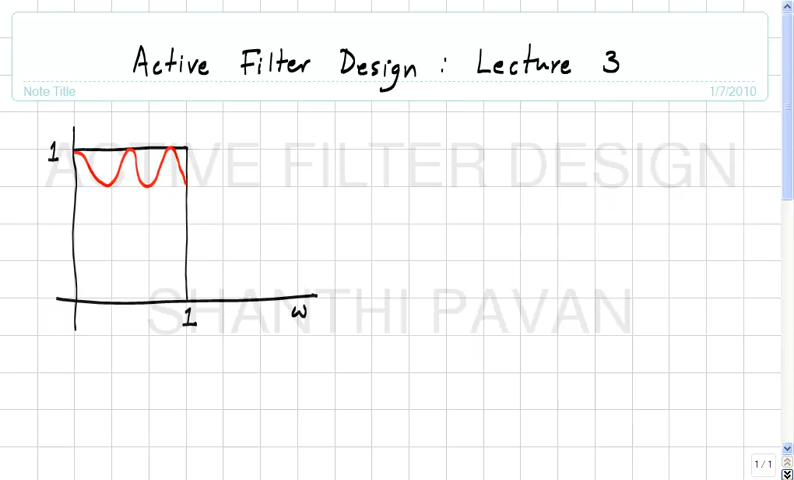 Active Filter Design : Lecture 3
Note Title
1/7/2010
1
ACTIVE FILTER DESIGN
SHANTHI PAVAN
1
ω
1 / 1